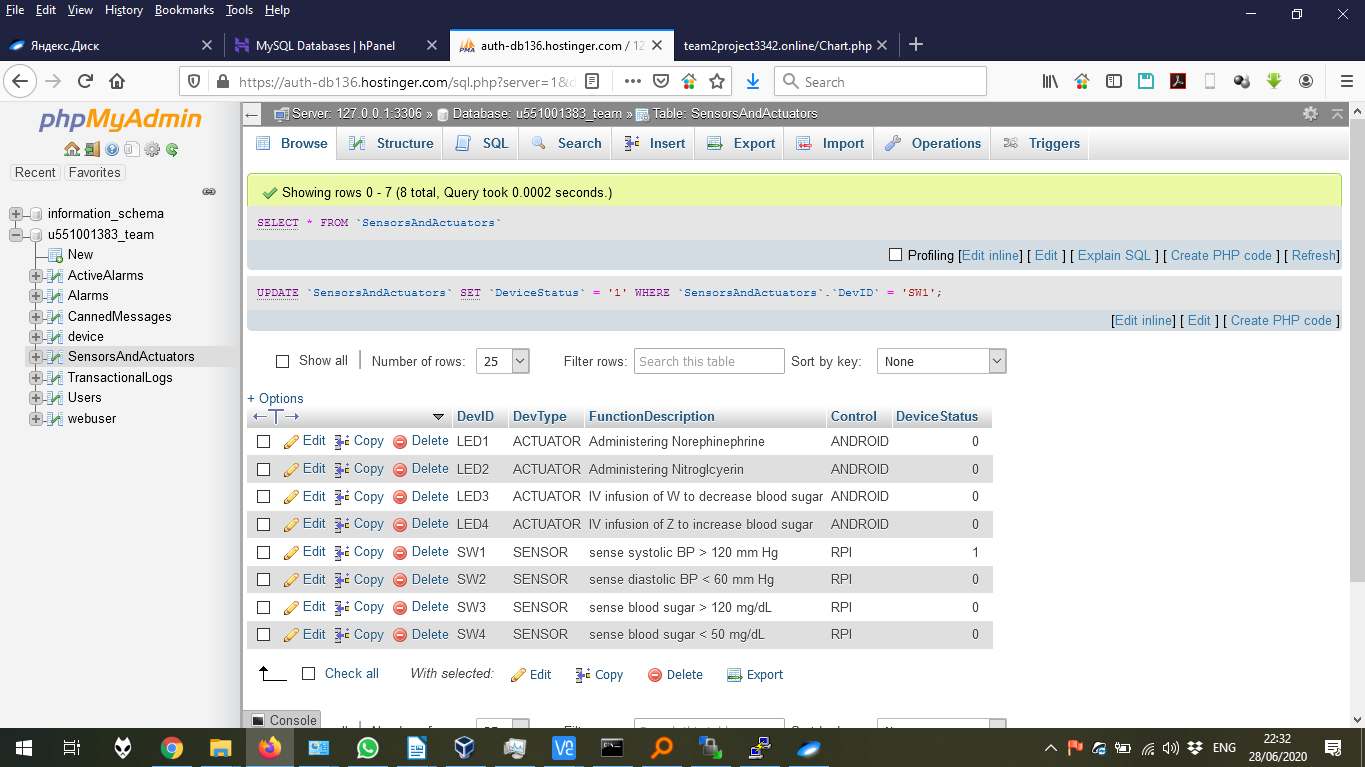 File Edit View History Bookmarks Tools Help
Яндекс.Диск
MySQL Databases | hPanel
auth-db136.hostinger.com / 12
team2project3342.online/Chart.php
https://auth-db136.hostinger.com/sql.php?server=1&d
Search
phpMyAdmin
Recent Favorites
information_schema
u551001383_team
New
ActiveAlarms
Alarms
CannedMessages
device
SensorsAndActuators
TransactionalLogs
Users
webuser
Server: 127.0.0.1:3306 » Database: u551001383_team » Table: SensorsAndActuators
Browse Structure SQL Search Insert Export Import Operations Triggers
Showing rows 0 - 7 (8 total, Query took 0.0002 seconds.)
SELECT * FROM `SensorsAndActuators`
Profiling [Edit inline] [ Edit ] [ Explain SQL ] [ Create PHP code ] [ Refresh]
UPDATE `SensorsAndActuators` SET `DeviceStatus` = '1' WHERE `SensorsAndActuators`.`DevID` = 'SW1';
[Edit inline] [ Edit ] [ Create PHP code ]
Show all | Number of rows: 25 Filter rows: Search this table Sort by key: None
+ Options
←T→ DevID DevType FunctionDescription Control DeviceStatus
Edit Copy Delete LED1 ACTUATOR Administering Norephinephrine ANDROID 0
Edit Copy Delete LED2 ACTUATOR Administering Nitroglcyerin ANDROID 0
Edit Copy Delete LED3 ACTUATOR IV infusion of W to decrease blood sugar ANDROID 0
Edit Copy Delete LED4 ACTUATOR IV infusion of Z to increase blood sugar ANDROID 0
Edit Copy Delete SW1 SENSOR sense systolic BP > 120 mm Hg RPI 1
Edit Copy Delete SW2 SENSOR sense diastolic BP < 60 mm Hg RPI 0
Edit Copy Delete SW3 SENSOR sense blood sugar > 120 mg/dL RPI 0
Edit Copy Delete SW4 SENSOR sense blood sugar < 50 mg/dL RPI 0
Check all With selected: Edit Copy Delete Export
Console
ENG
22:32
28/06/2020